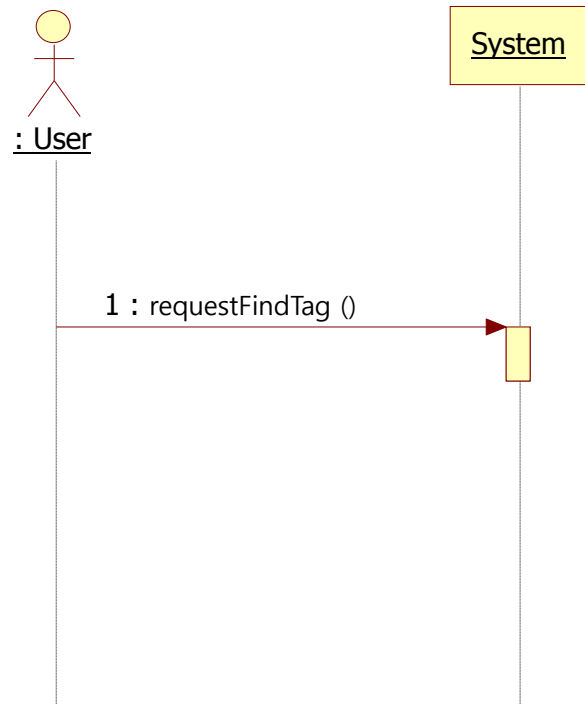 System
: User
1 : requestFindTag ()